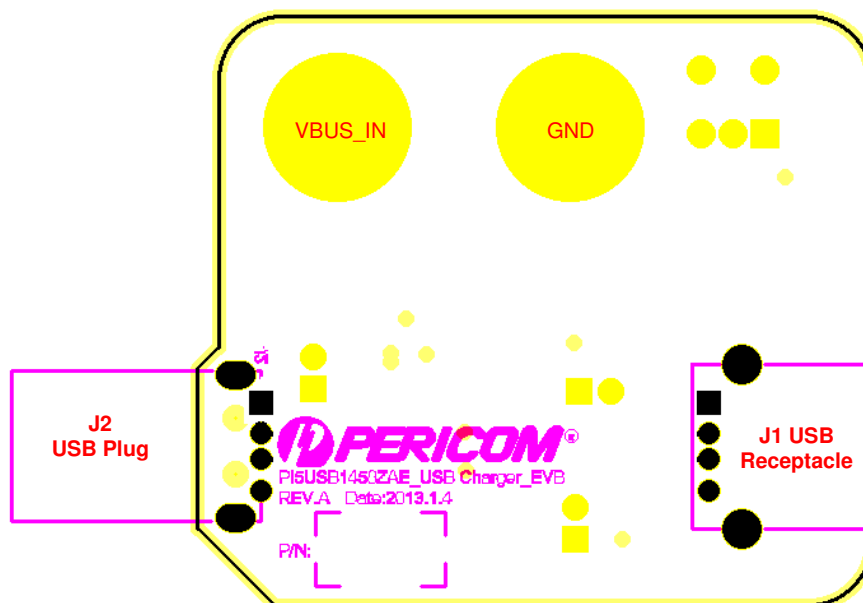 VBUS_IN
GND
J2
USB Plug
PERICOM®
PI5USB1450ZAE_USB Charger_EVB
REV.A Date:2013.1.4
P/N:
J1 USB
Receptacle